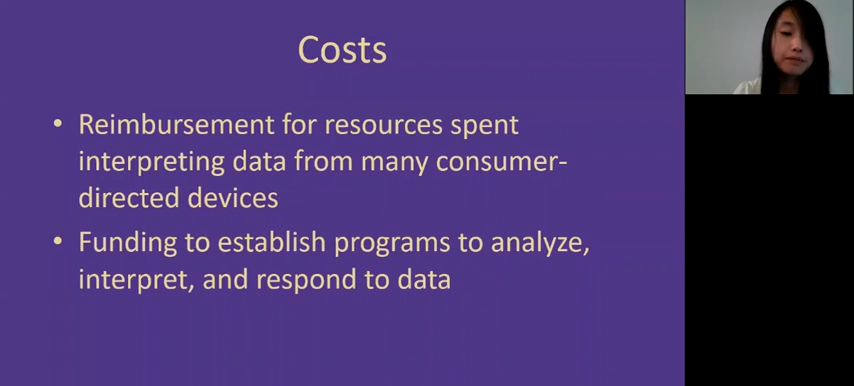 Costs
• Reimbursement for resources spent
interpreting data from many consumer-
directed devices
• Funding to establish programs to analyze,
interpret, and respond to data